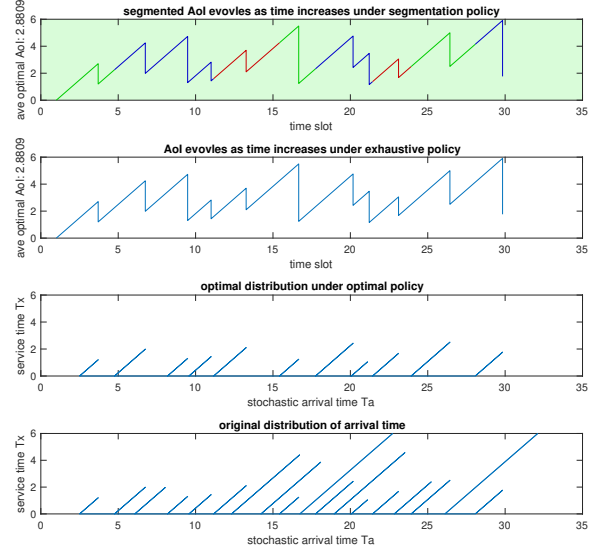 segmented AoI evovles as time increases under segmentation policy
ave optimal AoI: 2.8809
6
4
2
0
0 5 10 15 20 25 30 35
time slot
AoI evovles as time increases under exhaustive policy
ave optimal AoI: 2.8809
6
4
2
0
0 5 10 15 20 25 30 35
time slot
optimal distribution under optimal policy
service time Tx
6
4
2
0
0 5 10 15 20 25 30 35
stochastic arrival time Ta
original distribution of arrival time
service time Tx
6
4
2
0
0 5 10 15 20 25 30 35
stochastic arrival time Ta